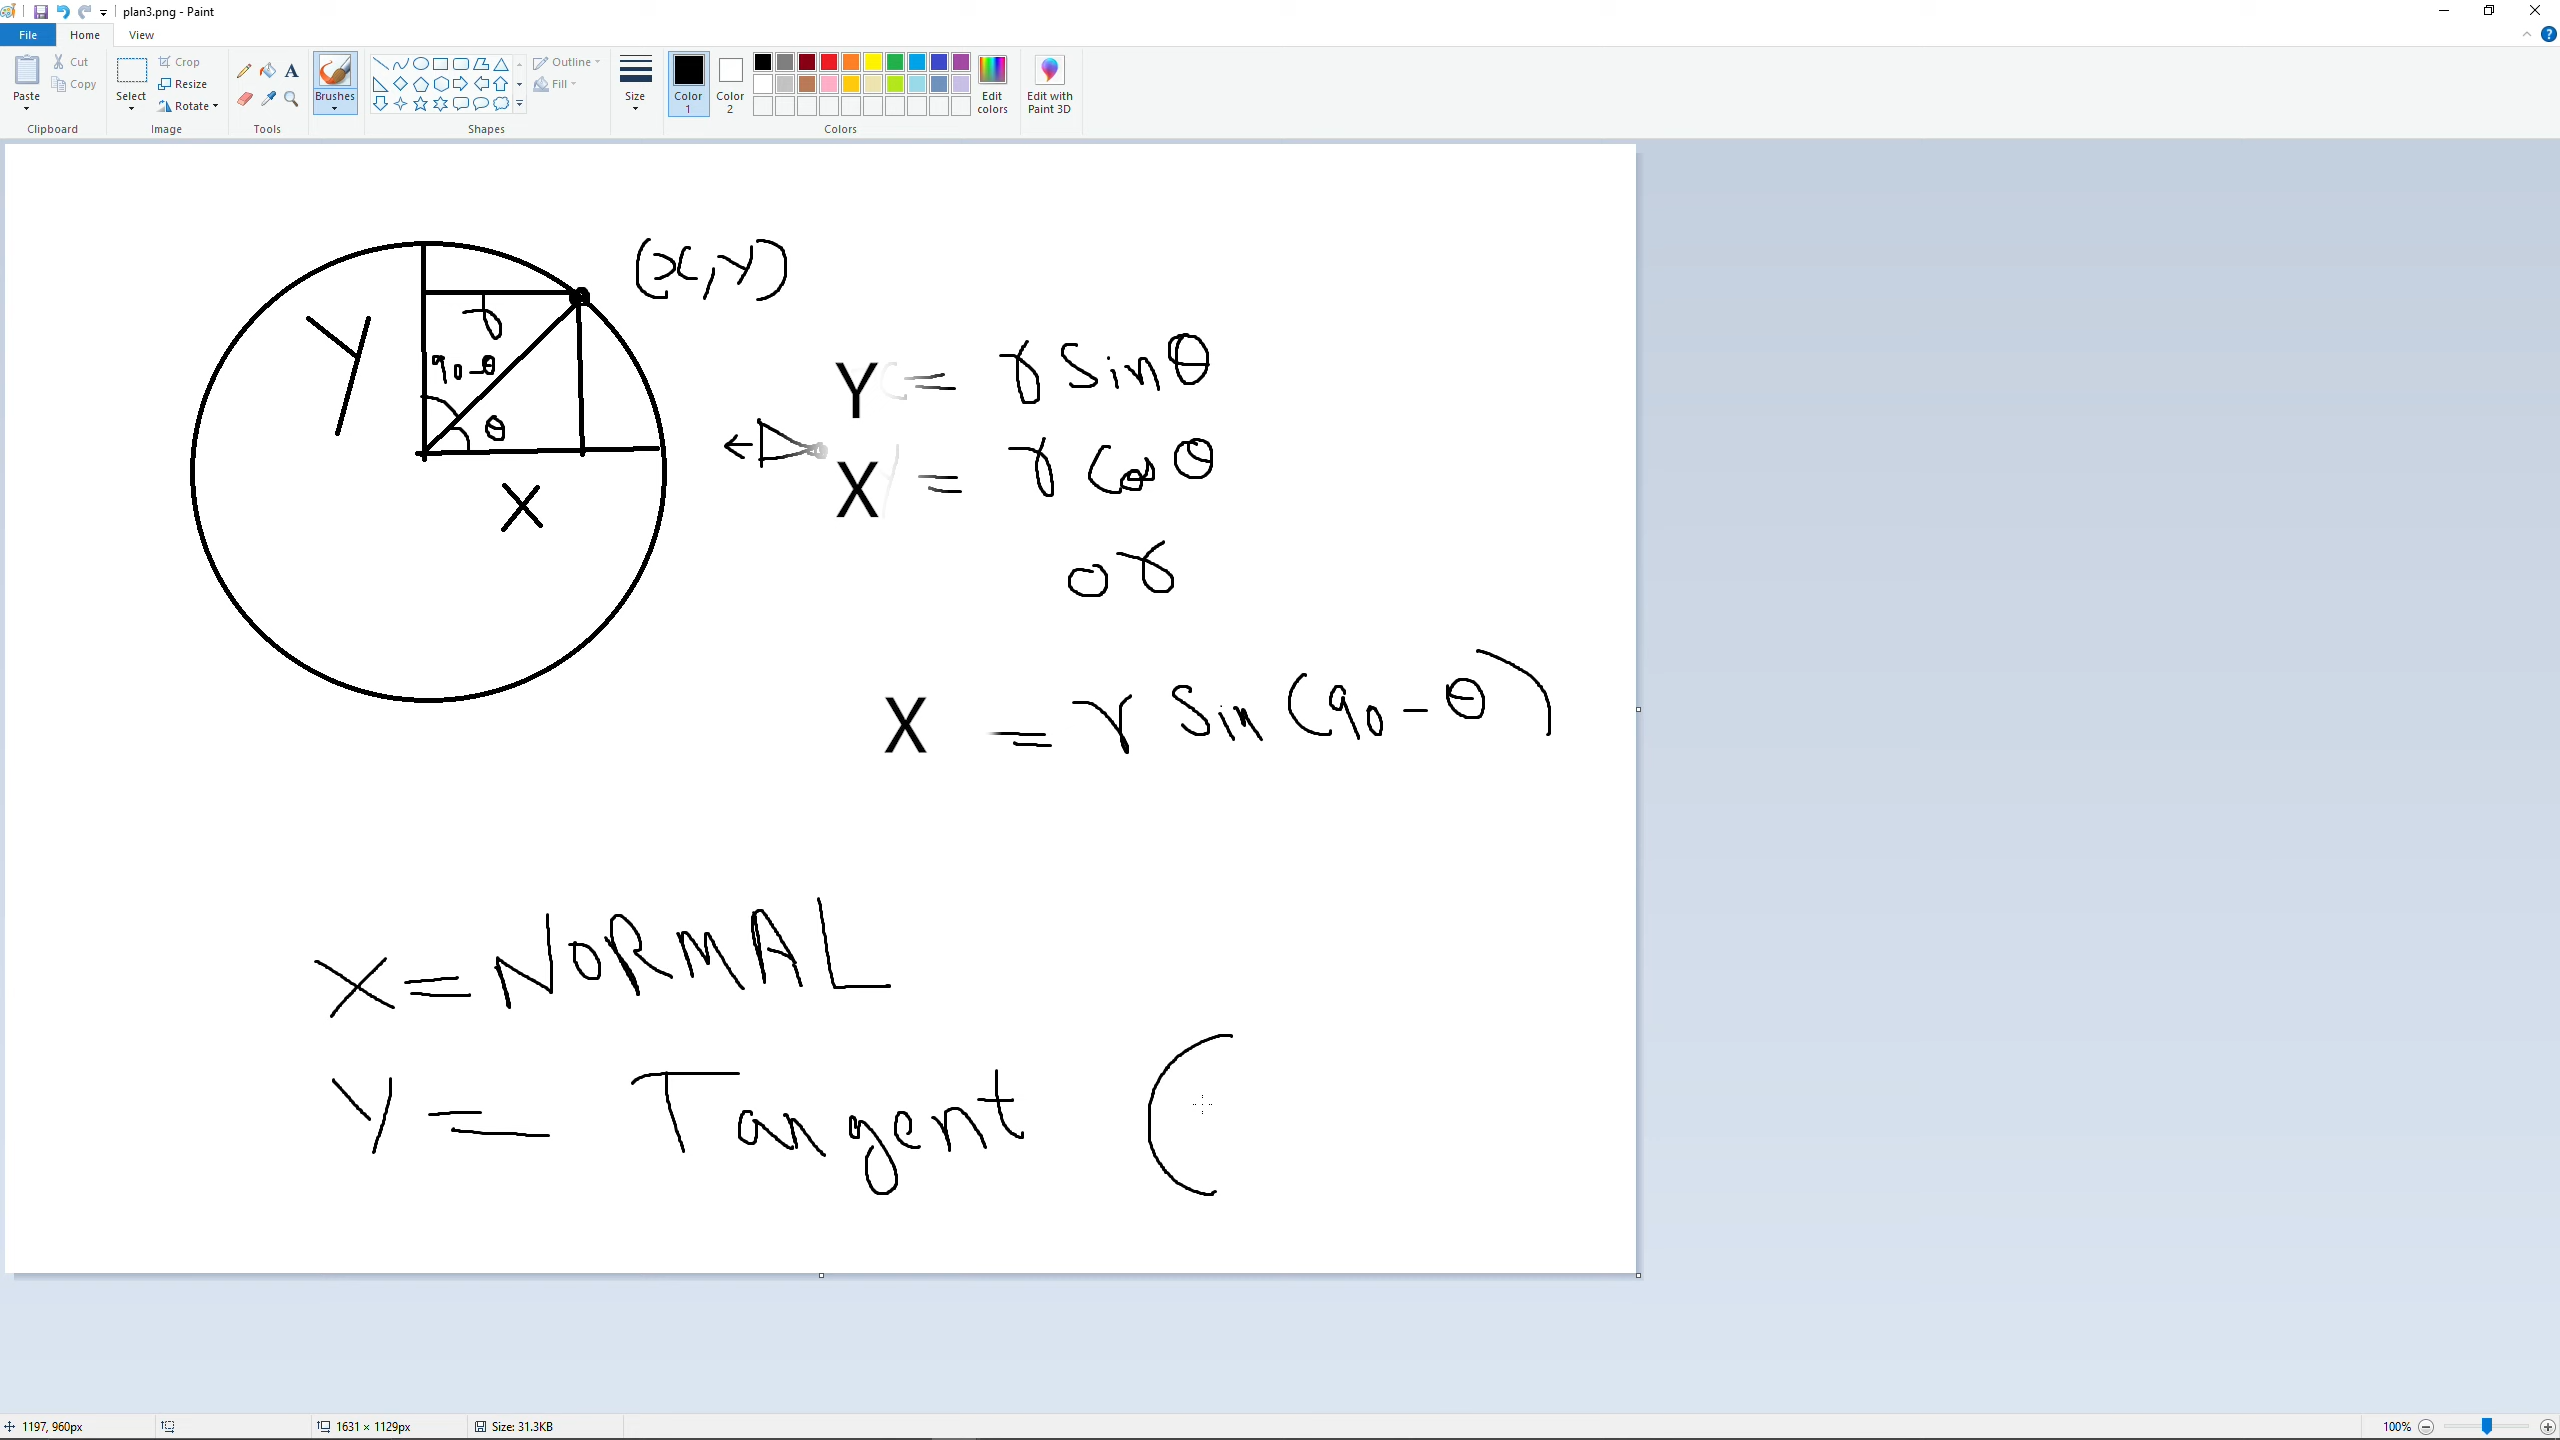 plan3.png - Paint
File Home View
Paste Cut Copy Clipboard
Select Crop Resize Rotate Image
Tools
Brushes
Outline Fill Shapes
Size
Color 1 Color 2 Edit colors Edit with Paint 3D Colors
(x,y)
Y
r
90-θ
θ
X
Y = r Sinθ
X = r Cos θ
or
X = r Sin (90 - θ)
X = NORMAL
Y = Tangent (
1197, 960px 1631 × 1129px Size: 31.3KB 100%